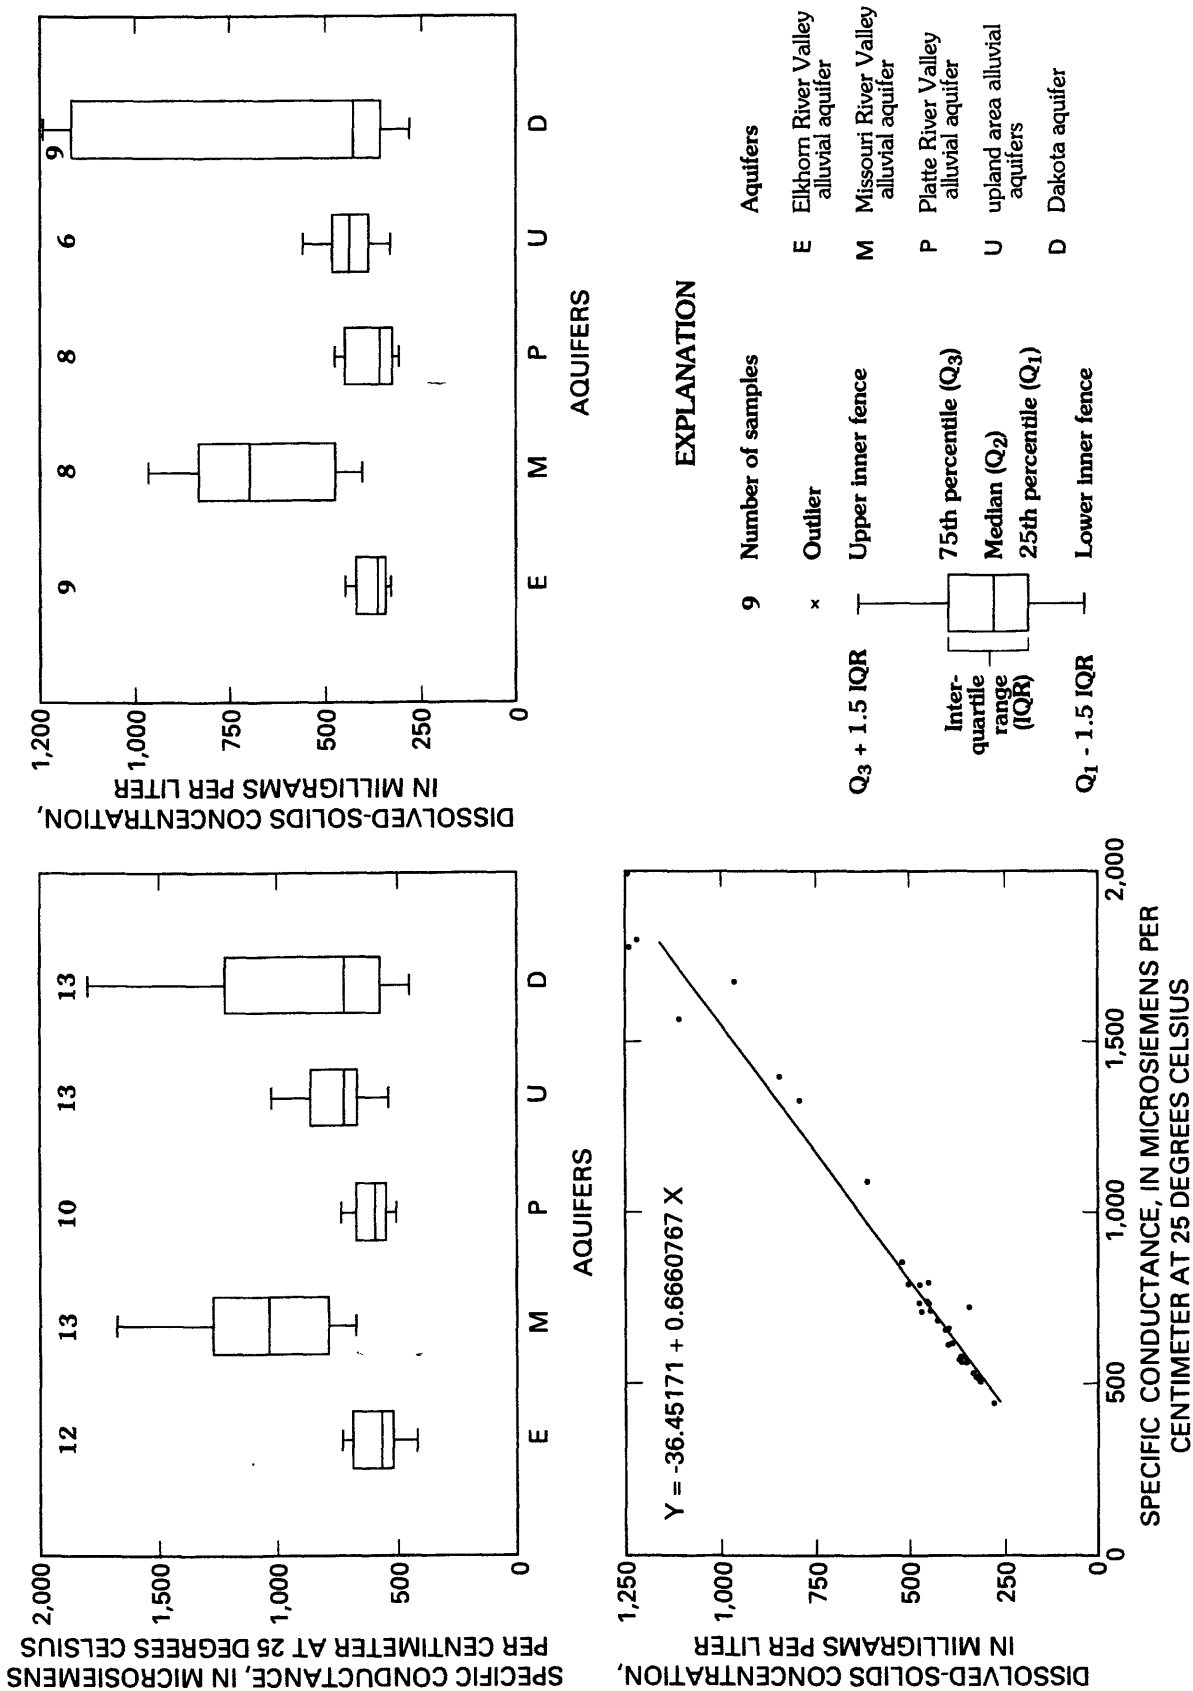 SPECIFIC CONDUCTANCE, IN MICROSIEMENS
PER CENTIMETER AT 25 DEGREES CELSIUS
2,000
1,500
1,000
500
0
12
13
10
13
13
E
M
P
U
D
AQUIFERS
DISSOLVED-SOLIDS CONCENTRATION,
IN MILLIGRAMS PER LITER
1,200
1,000
750
500
250
0
9
8
8
6
9
E
M
P
U
D
AQUIFERS
DISSOLVED-SOLIDS CONCENTRATION,
IN MILLIGRAMS PER LITER
1,250
1,000
750
500
250
0
Y = -36.45171 + 0.6660767 X
0
500
1,000
1,500
2,000
SPECIFIC CONDUCTANCE, IN MICROSIEMENS PER
CENTIMETER AT 25 DEGREES CELSIUS
EXPLANATION
9 Number of samples
x Outlier
Q3 + 1.5 IQR
Upper inner fence
Inter-
quartile
range
(IQR)
75th percentile (Q3)
Median (Q2)
25th percentile (Q1)
Q1 - 1.5 IQR
Lower inner fence
Aquifers
E Elkhorn River Valley
alluvial aquifer
M Missouri River Valley
alluvial aquifer
P Platte River Valley
alluvial aquifer
U upland area alluvial
aquifers
D Dakota aquifer